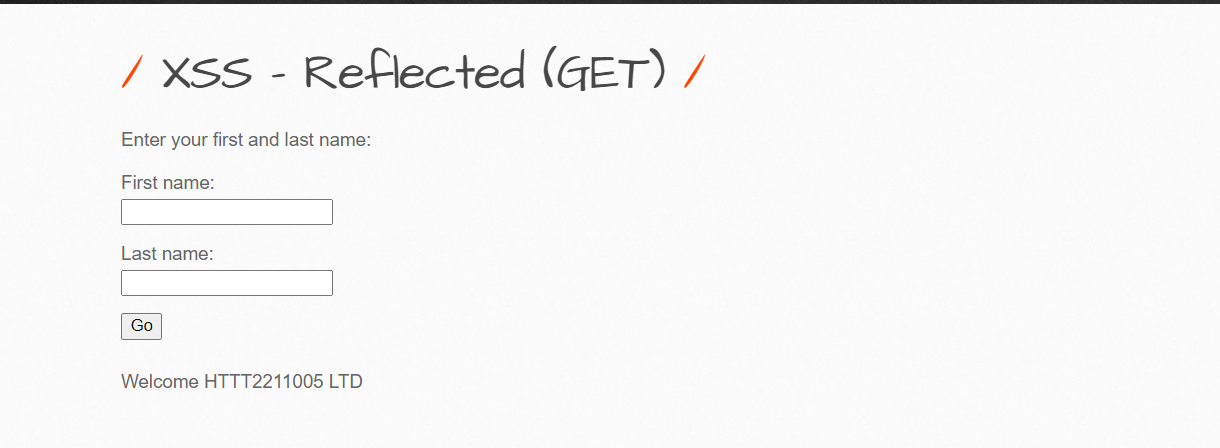 / XSS - Reflected (GET) /
Enter your first and last name:
First name:
Last name:
Go
Welcome HTTT2211005 LTD